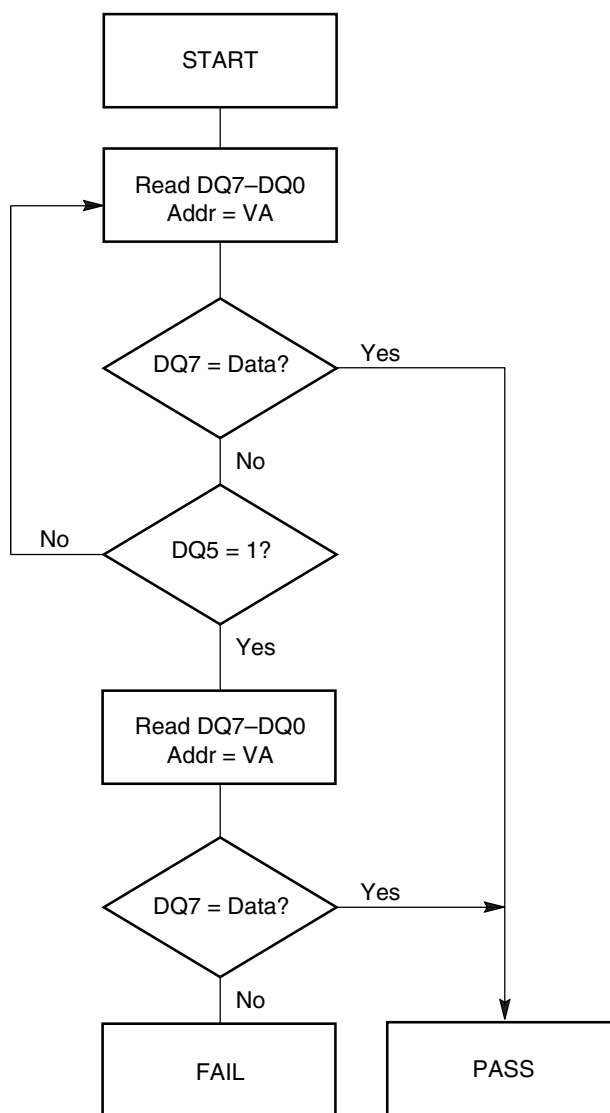 START
Read DQ7–DQ0
Addr = VA
DQ7 = Data?
Yes
No
No
DQ5 = 1?
Yes
Read DQ7–DQ0
Addr = VA
DQ7 = Data?
Yes
No
FAIL
PASS